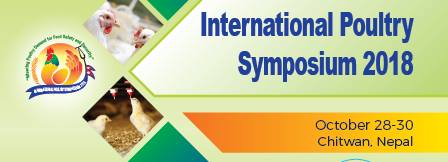 International Poultry
Symposium 2018
October 28-30
Chitwan, Nepal